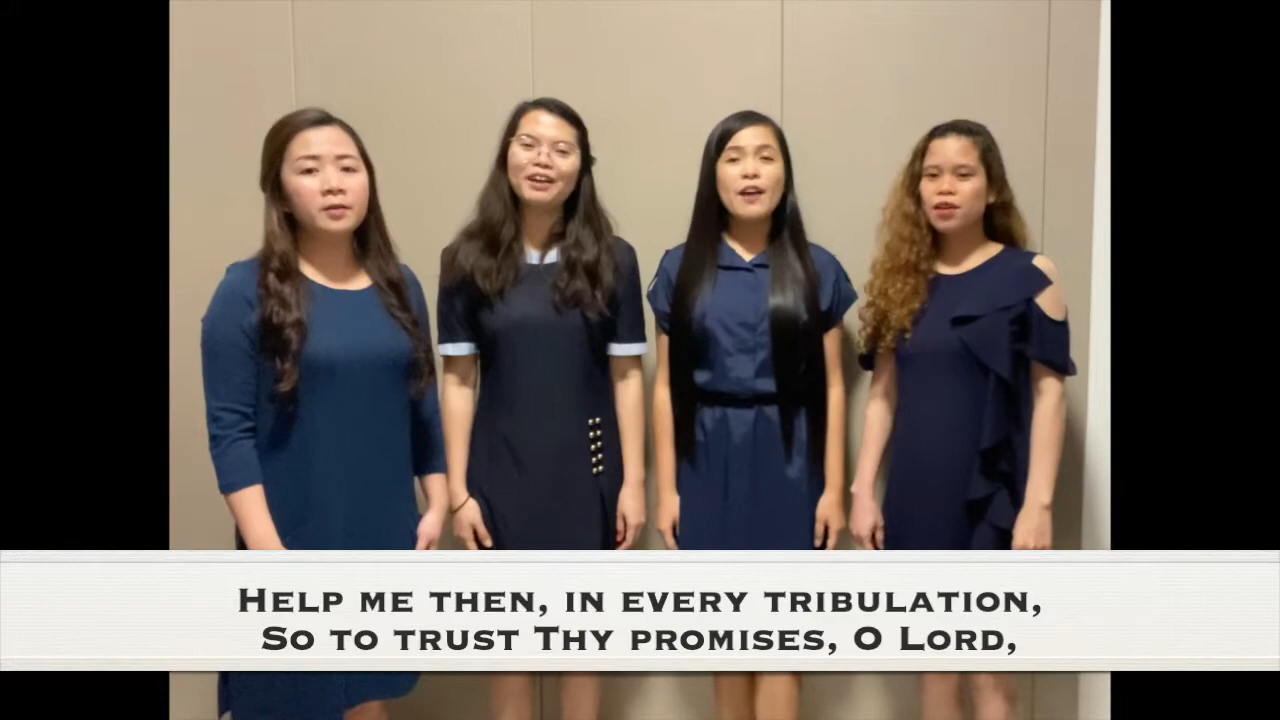 Help me then, in every tribulation,
So to trust Thy promises, O Lord,